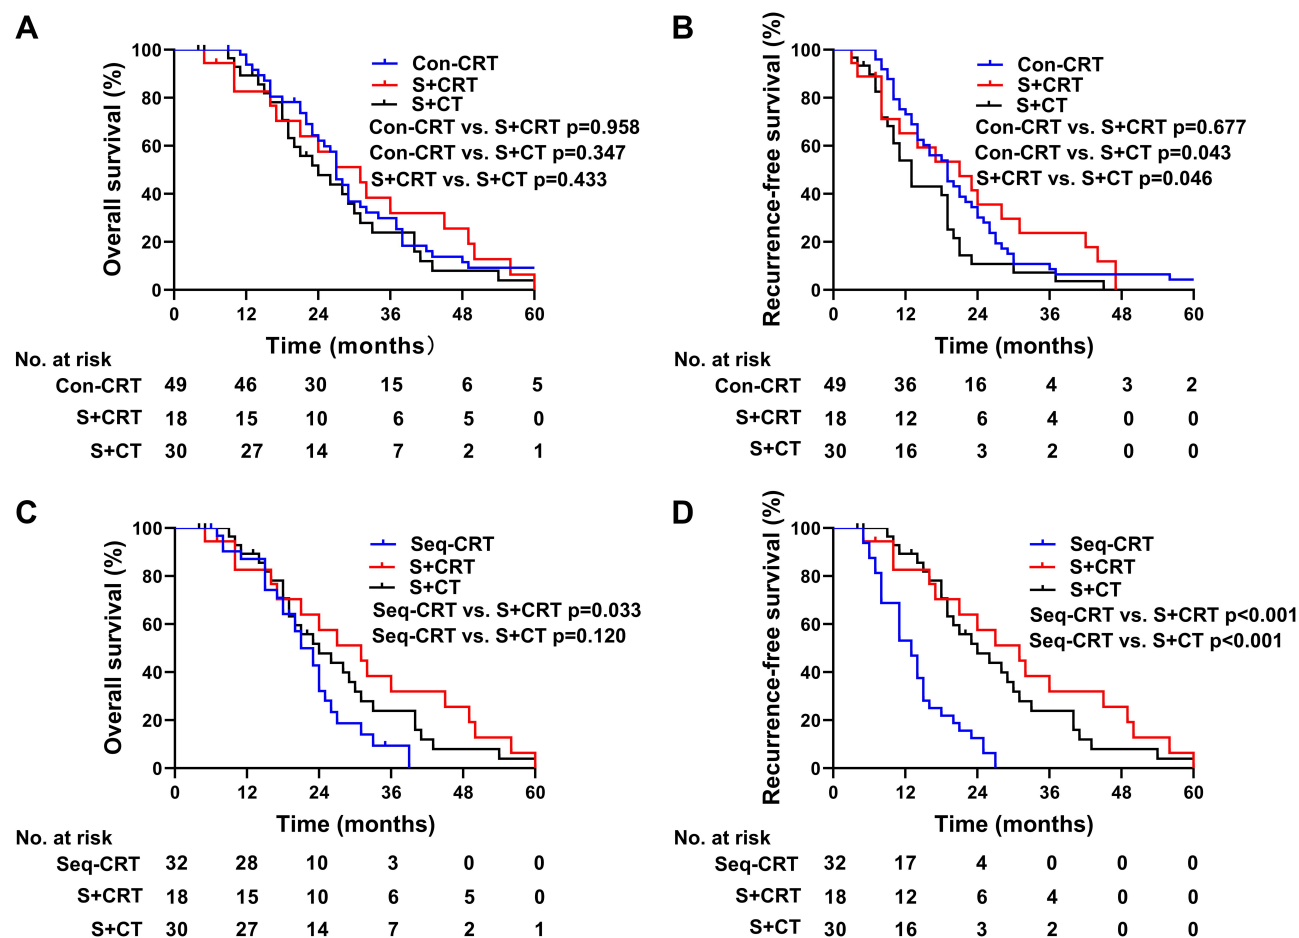 A
Overall survival (%)
100
80
60
40
20
0
Con-CRT
S+CRT
S+CT
Con-CRT vs. S+CRT p=0.958
Con-CRT vs. S+CT p=0.347
S+CRT vs. S+CT p=0.433
0 12 24 36 48 60
Time (months）
No. at risk
Con-CRT 49 46 30 15 6 5
S+CRT 18 15 10 6 5 0
S+CT 30 27 14 7 2 1
B
Recurrence-free survival (%)
100
80
60
40
20
0
Con-CRT
S+CRT
S+CT
Con-CRT vs. S+CRT p=0.677
Con-CRT vs. S+CT p=0.043
S+CRT vs. S+CT p=0.046
0 12 24 36 48 60
Time (months)
No. at risk
Con-CRT 49 36 16 4 3 2
S+CRT 18 12 6 4 0 0
S+CT 30 16 3 2 0 0
C
Overall survival (%)
100
80
60
40
20
0
Seq-CRT
S+CRT
S+CT
Seq-CRT vs. S+CRT p=0.033
Seq-CRT vs. S+CT p=0.120
0 12 24 36 48 60
Time (months)
No. at risk
Seq-CRT 32 28 10 3 0 0
S+CRT 18 15 10 6 5 0
S+CT 30 27 14 7 2 1
D
Recurrence-free survival (%)
100
80
60
40
20
0
Seq-CRT
S+CRT
S+CT
Seq-CRT vs. S+CRT p<0.001
Seq-CRT vs. S+CT p<0.001
0 12 24 36 48 60
Time (months)
No. at risk
Seq-CRT 32 17 4 0 0 0
S+CRT 18 12 6 4 0 0
S+CT 30 16 3 2 0 0